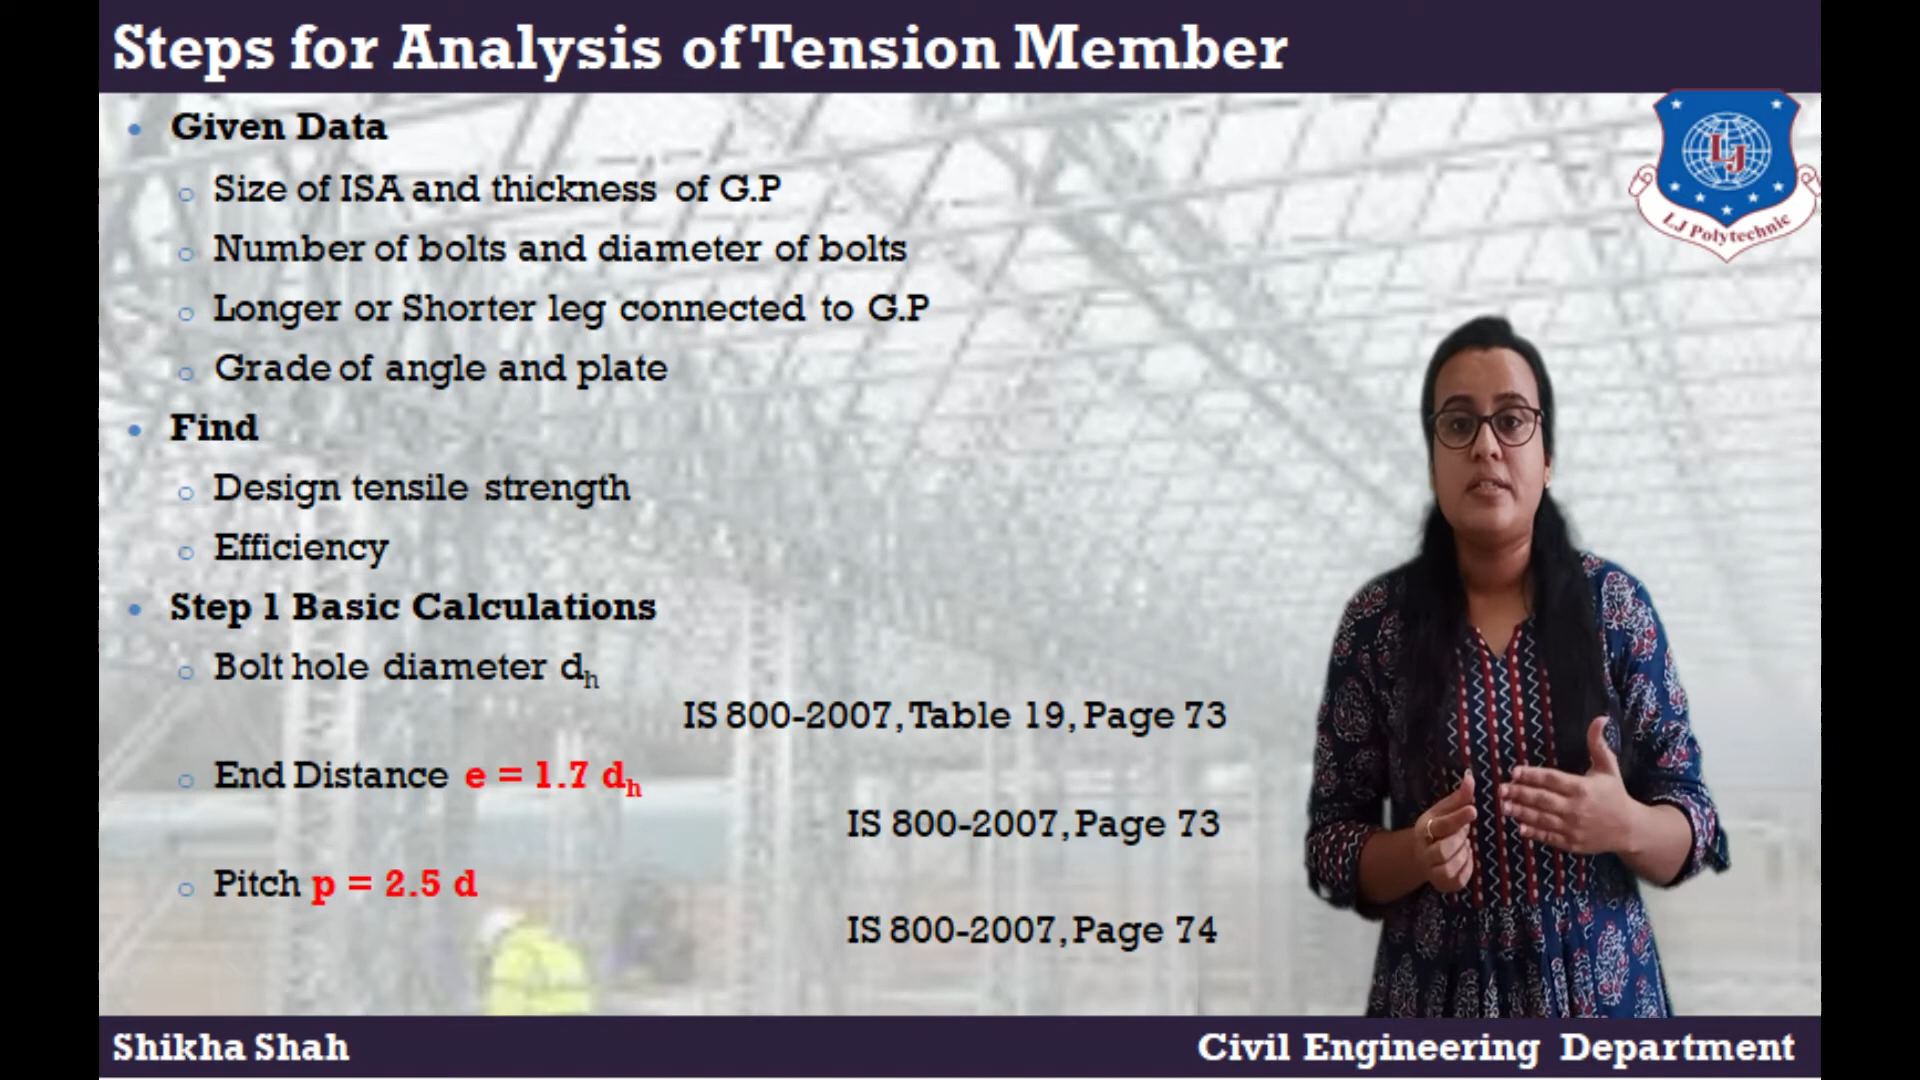 Steps for Analysis of Tension Member
• Given Data
○ Size of ISA and thickness of G.P
○ Number of bolts and diameter of bolts
○ Longer or Shorter leg connected to G.P
○ Grade of angle and plate
• Find
○ Design tensile strength
○ Efficiency
• Step 1 Basic Calculations
○ Bolt hole diameter dh
IS 800-2007, Table 19, Page 73
○ End Distance e = 1.7 dh
IS 800-2007, Page 73
○ Pitch p = 2.5 d
IS 800-2007, Page 74
LJ
LJ Polytechnic
Shikha Shah
Civil Engineering Department